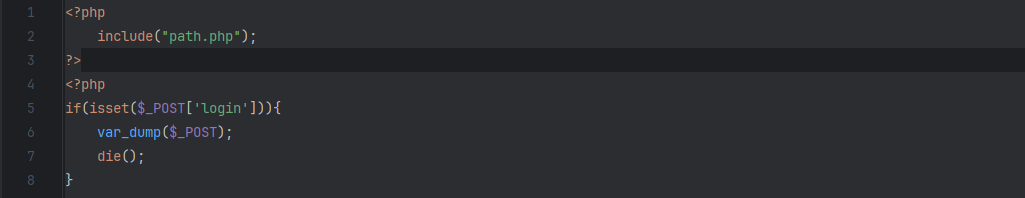 1 <?php
2     include("path.php");
3 ?>
4 <?php
5 if(isset($_POST['login'])){
6     var_dump($_POST);
7     die();
8 }